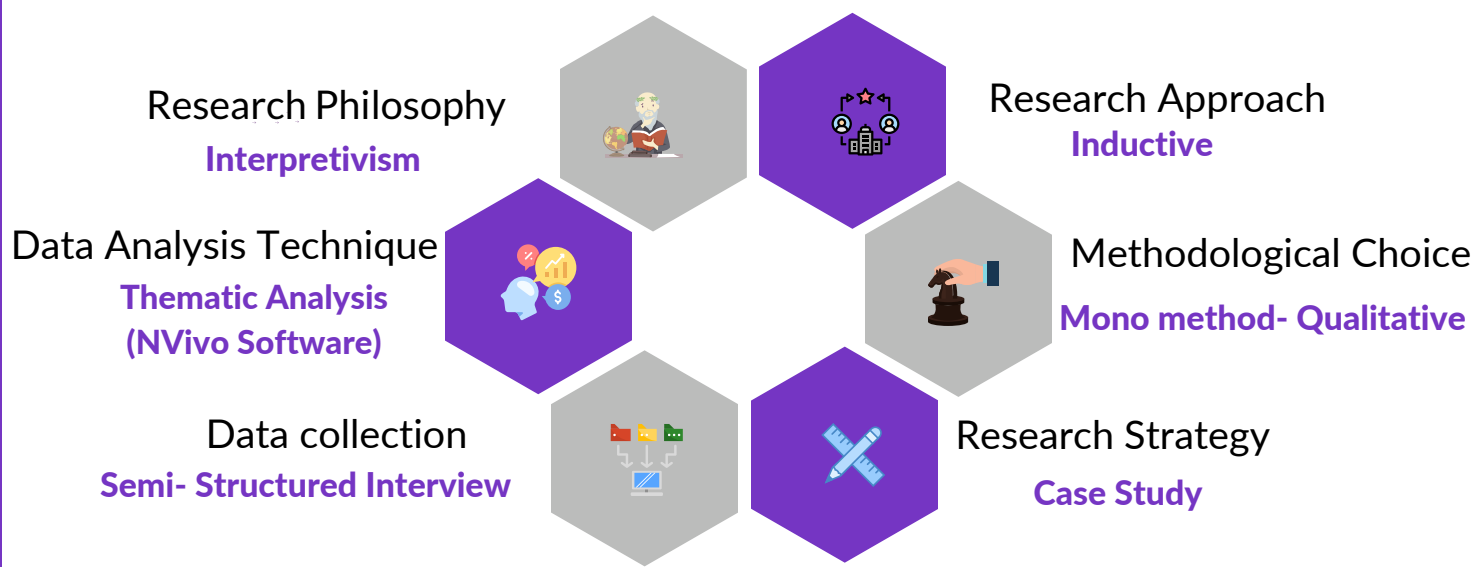 Research Philosophy
Interpretivism
Research Approach
Inductive
Data Analysis Technique
Thematic Analysis
(NVivo Software)
Methodological Choice
Mono method- Qualitative
Data collection
Semi- Structured Interview
Research Strategy
Case Study